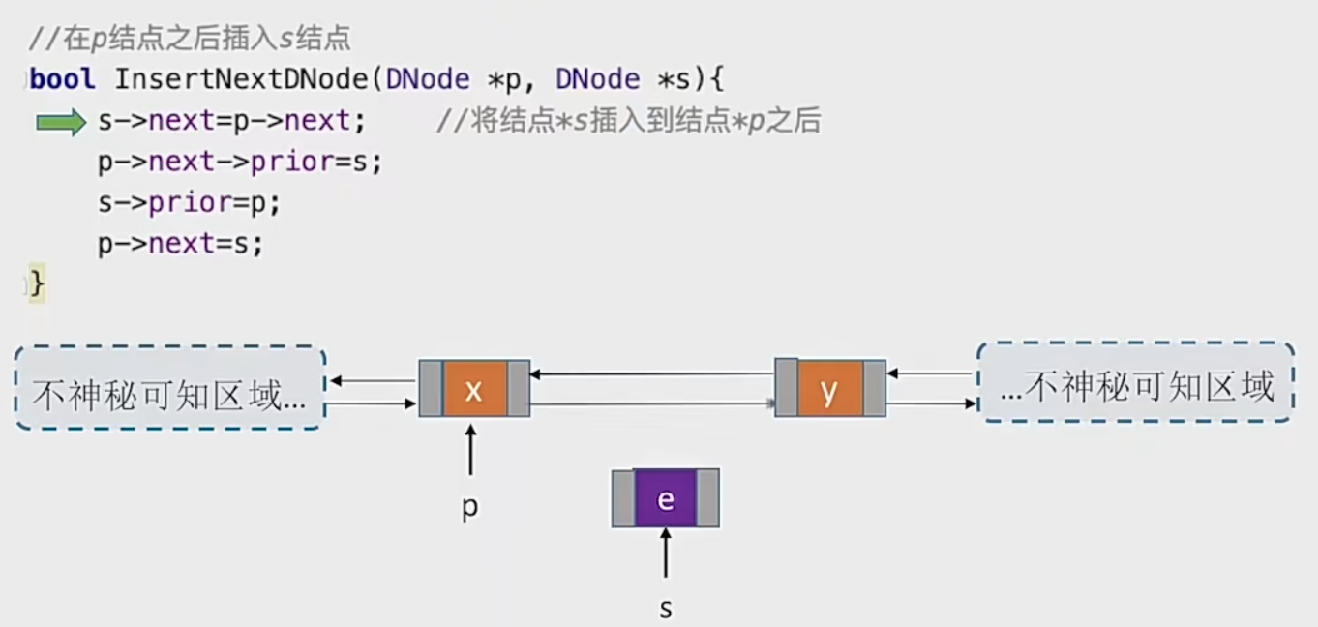 //在p结点之后插入s结点
bool InsertNextDNode(DNode *p, DNode *s){
s->next=p->next; //将结点*s插入到结点*p之后
p->next->prior=s;
s->prior=p;
p->next=s;
}
不神秘可知区域... x y ...不神秘可知区域
p e
s